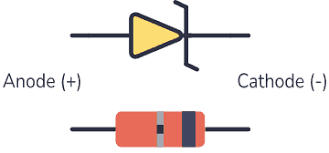 Anode (+)
Cathode (-)